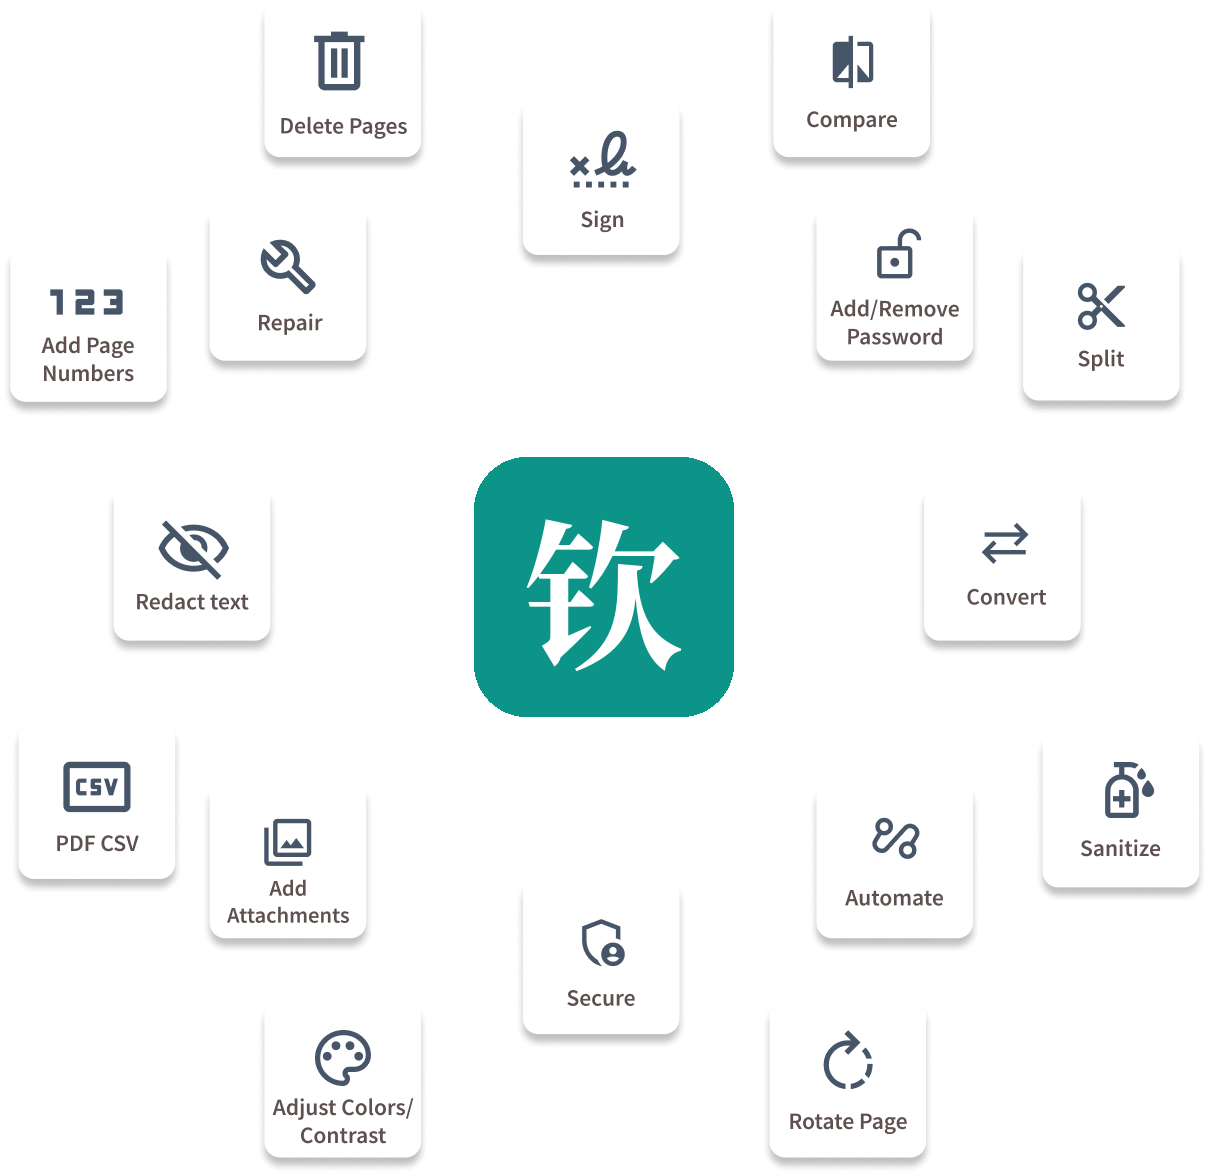 Delete Pages
Compare
Sign
Repair
Add/Remove
Password
123
Add Page
Numbers
Split
钦
Redact text
Convert
CSV
PDF CSV
Add
Attachments
Automate
Sanitize
Secure
Adjust Colors/
Contrast
Rotate Page